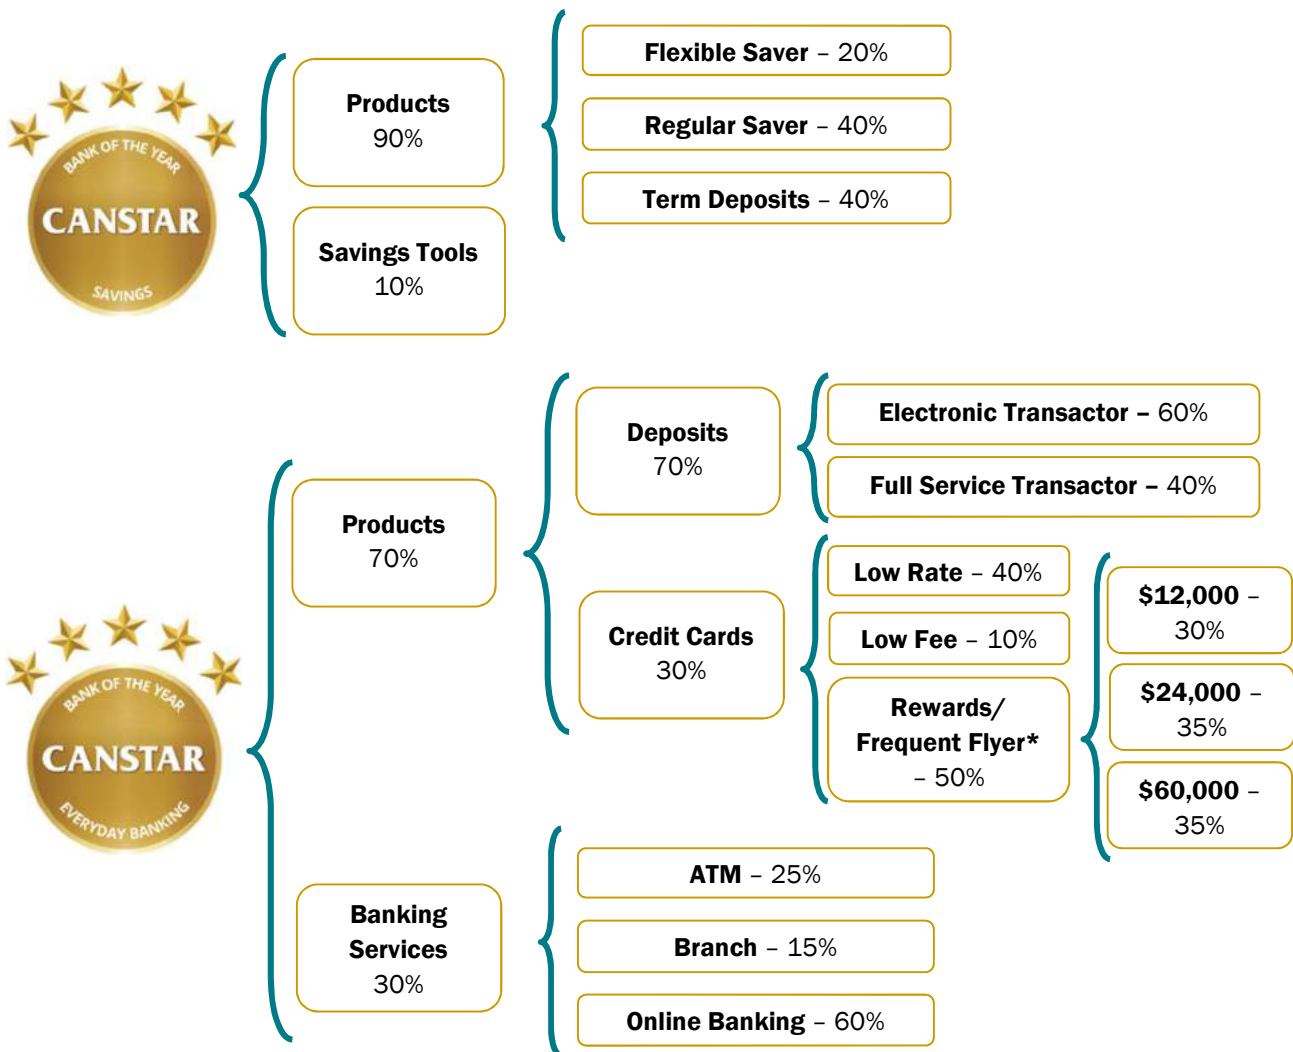 BANK OF THE YEAR
CANSTAR
SAVINGS
Products
90%
Savings Tools
10%
Flexible Saver – 20%
Regular Saver – 40%
Term Deposits – 40%
BANK OF THE YEAR
CANSTAR
EVERYDAY BANKING
Products
70%
Deposits
70%
Electronic Transactor – 60%
Full Service Transactor – 40%
Credit Cards
30%
Low Rate – 40%
Low Fee – 10%
Rewards/
Frequent Flyer*
– 50%
$12,000 –
30%
$24,000 –
35%
$60,000 –
35%
Banking
Services
30%
ATM – 25%
Branch – 15%
Online Banking – 60%